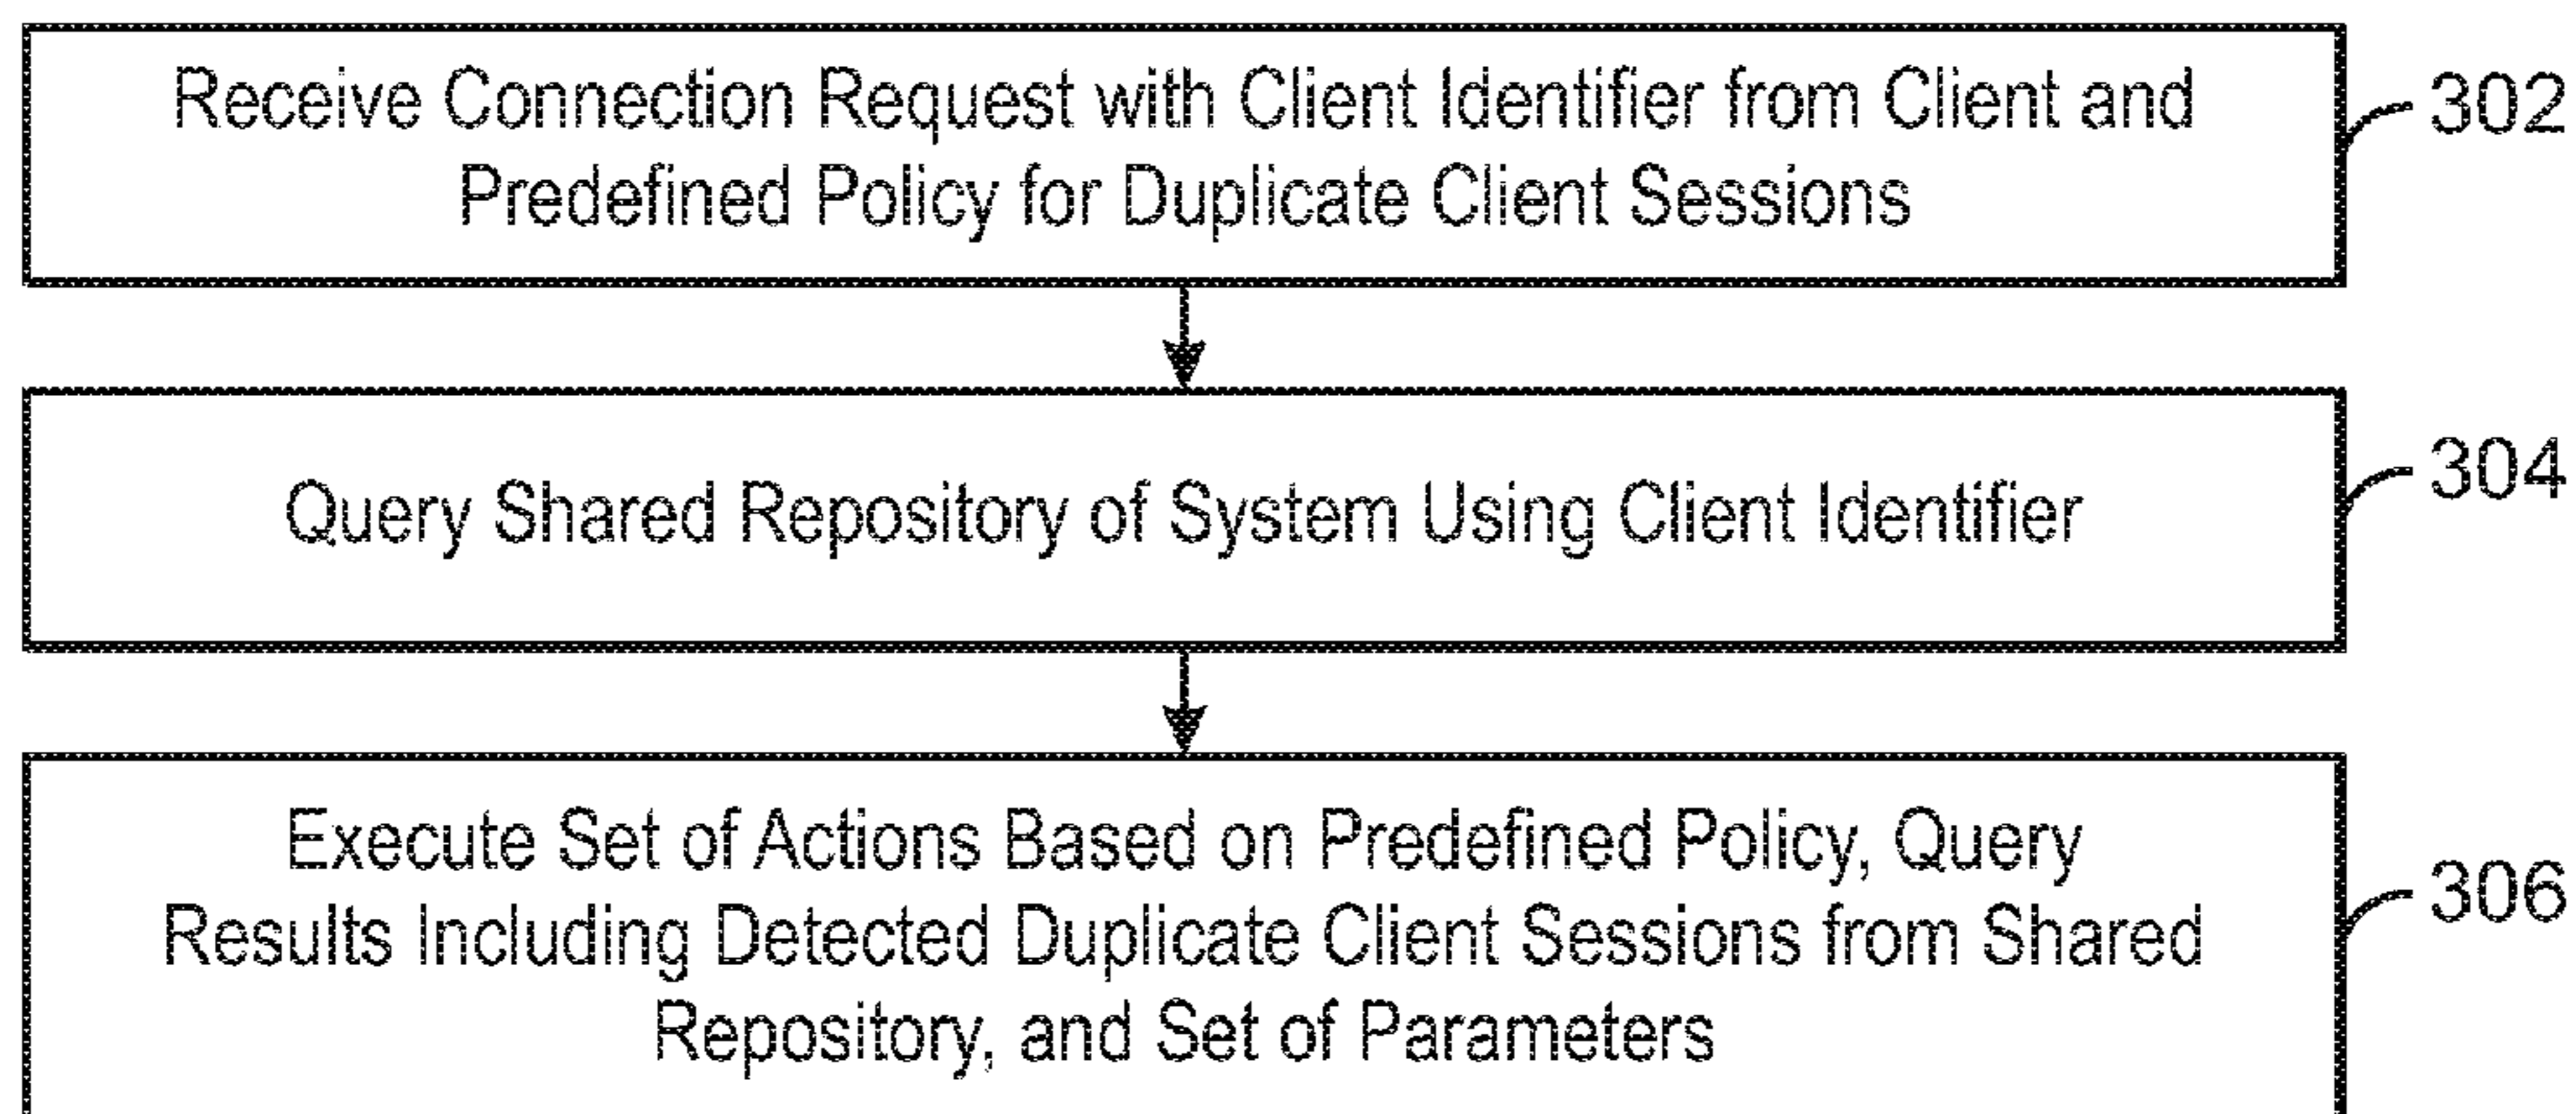 Receive Connection Request with Client Identifier from Client and
Predefined Policy for Duplicate Client Sessions
302
Query Shared Repository of System Using Client Identifier
304
Execute Set of Actions Based on Predefined Policy, Query
Results Including Detected Duplicate Client Sessions from Shared
Repository, and Set of Parameters
306